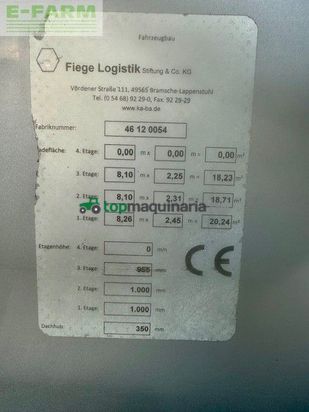 E-FARM
Fahrzeugbau
Fiege Logistik Stiftung & Co. KG
Vördener Straße 111, 49565 Bramsche-Lappenstuhl
Tel. (0 54 68) 92 29-0, Fax. 92 29-29
www.ka-ba.de
Fabriknummer: 46 12 0054
adefläche: 4. Etage: 0,00 m x 0,00 m = 0,00 m²
3. Etage: 8,10 m x 2,25 m = 18,23 m²
2. Etage: 8,10 m x 2,31 m = 18,71 m²
topmaquinaria
1. Etage: 8,26 m x 2,45 m = 20,24 m²
Etagenhöhe: 4. Etage: 0 mm
3. Etage: 955 mm
2. Etage: 1.000 mm
1. Etage: 1.000 mm
Dachhub: 350 mm
CE